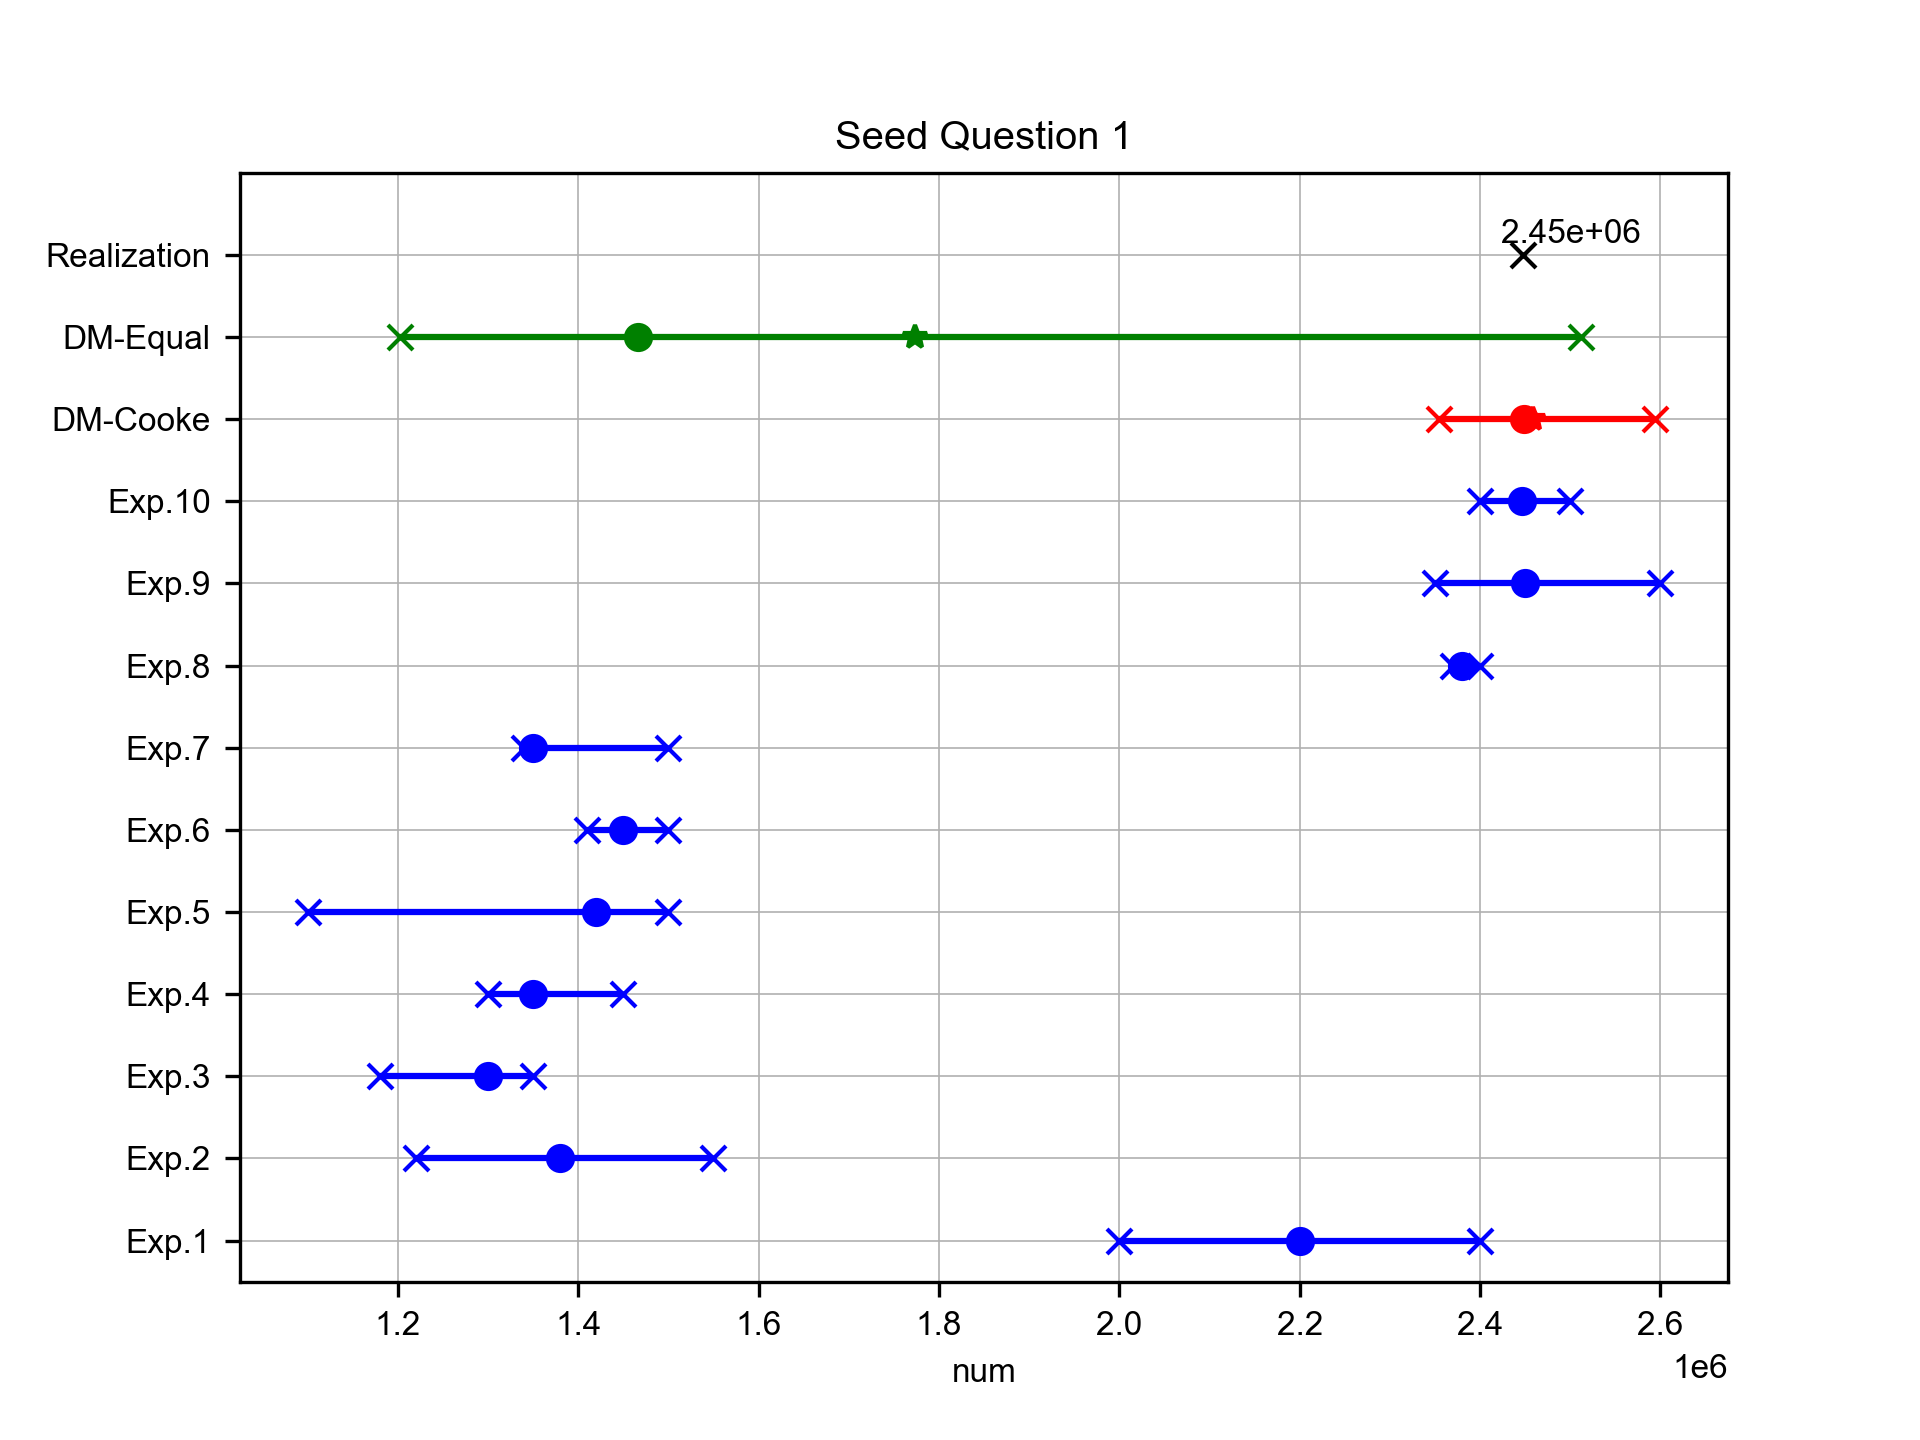 Seed Question 1
2.45e+06
Realization
DM-Equal
DM-Cooke
Exp.10
Exp.9
Exp.8
Exp.7
Exp.6
Exp.5
Exp.4
Exp.3
Exp.2
Exp.1
1.2 1.4 1.6 1.8 2.0 2.2 2.4 2.6
1e6
num